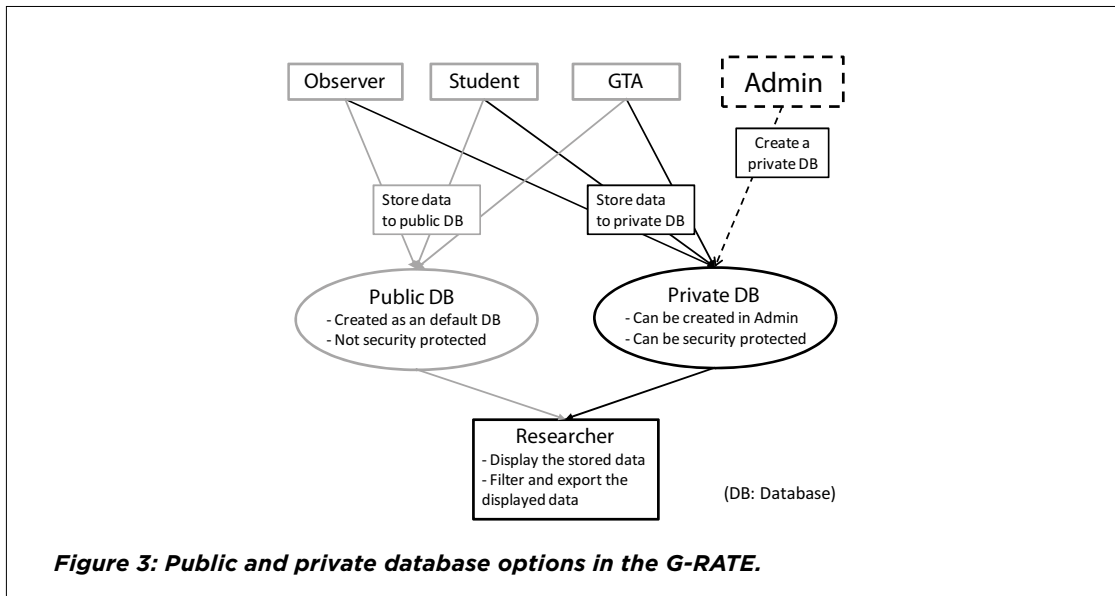 Observer
Student
GTA
Admin
Create a
private DB
Store data
to public DB
Store data
to private DB
Public DB
- Created as an default DB
- Not security protected
Private DB
- Can be created in Admin
- Can be security protected
Researcher
- Display the stored data
- Filter and export the
displayed data
(DB: Database)
Figure 3: Public and private database options in the G-RATE.